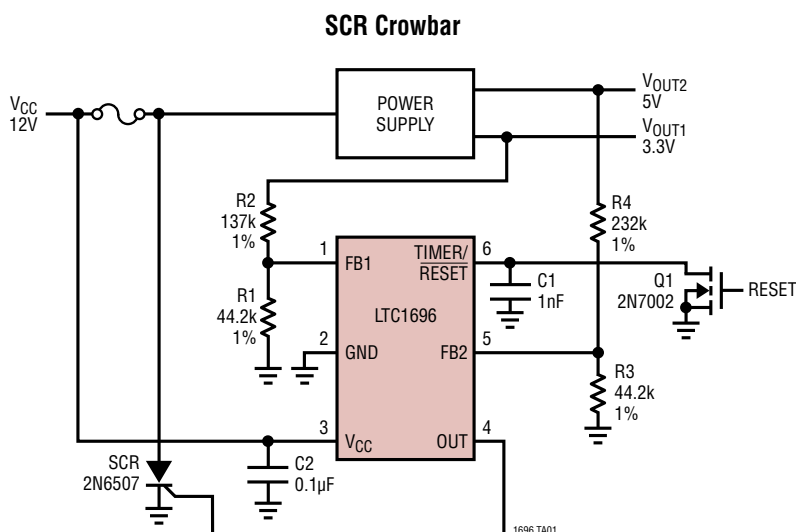 SCR Crowbar
VCC
12V
POWER
SUPPLY
VOUT2
5V
VOUT1
3.3V
R2
137k
1%
R4
232k
1%
1
FB1
TIMER/
RESET
6
C1
1nF
Q1
2N7002
RESET
R1
44.2k
1%
LTC1696
2
GND
FB2
5
R3
44.2k
1%
3
VCC
OUT
4
SCR
2N6507
C2
0.1µF
1696 TA01